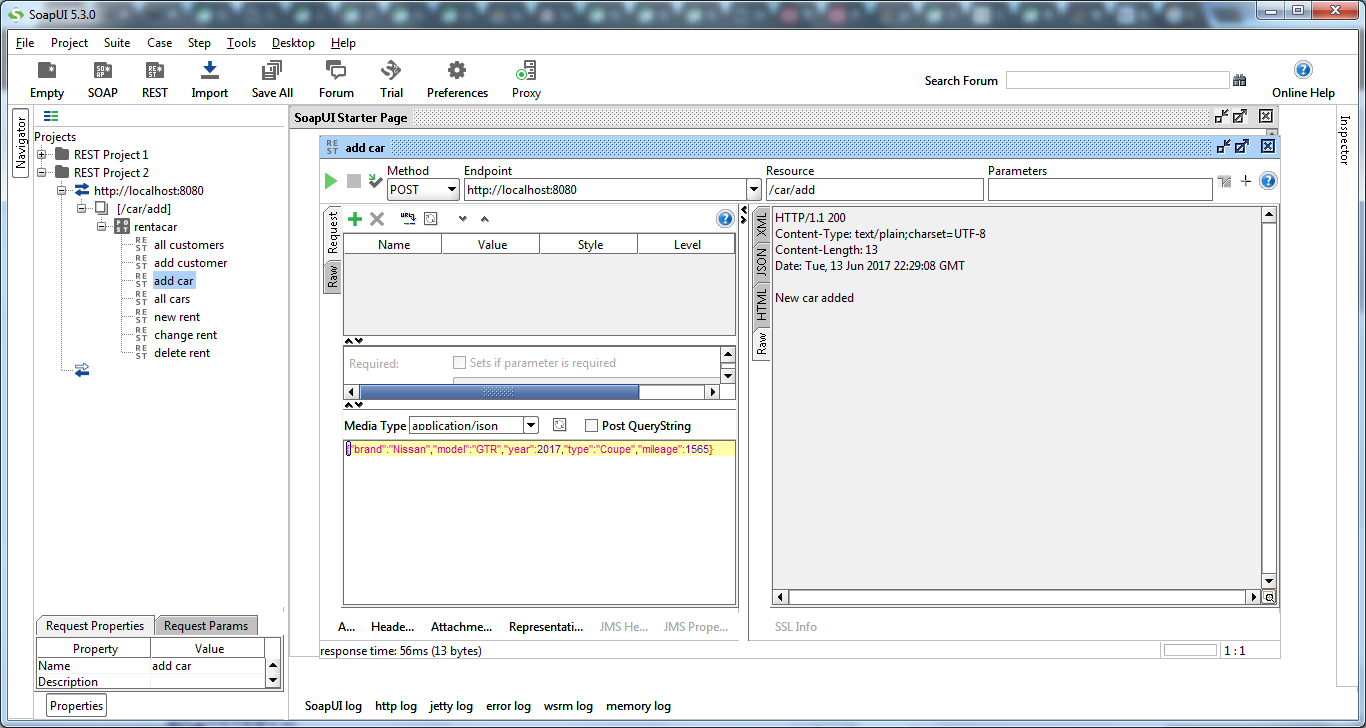 SoapUI 5.3.0
File Project Suite Case Step Tools Desktop Help
Empty SOAP REST Import Save All Forum Trial Preferences Proxy Search Forum Online Help
Navigator
Inspector
Projects
REST Project 1
REST Project 2
http://localhost:8080
[/car/add]
rentacar
REST all customers
REST add customer
REST add car
REST all cars
REST new rent
REST change rent
REST delete rent
Request Properties Request Params
Property Value
Name add car
Description
Properties
SoapUI Starter Page
REST add car
Method Endpoint Resource Parameters
POST http://localhost:8080 /car/add
Request
Raw
Name Value Style Level
Required: Sets if parameter is required
Media Type application/json Post QueryString
{"brand":"Nissan","model":"GTR","year":2017,"type":"Coupe","mileage":1565}
A... Heade... Attachme... Representati... JMS He... JMS Prope...
XML
JSON
HTML
Raw
HTTP/1.1 200
Content-Type: text/plain;charset=UTF-8
Content-Length: 13
Date: Tue, 13 Jun 2017 22:29:08 GMT
New car added
SSL Info
response time: 56ms (13 bytes) 1 : 1
SoapUI log http log jetty log error log wsrm log memory log